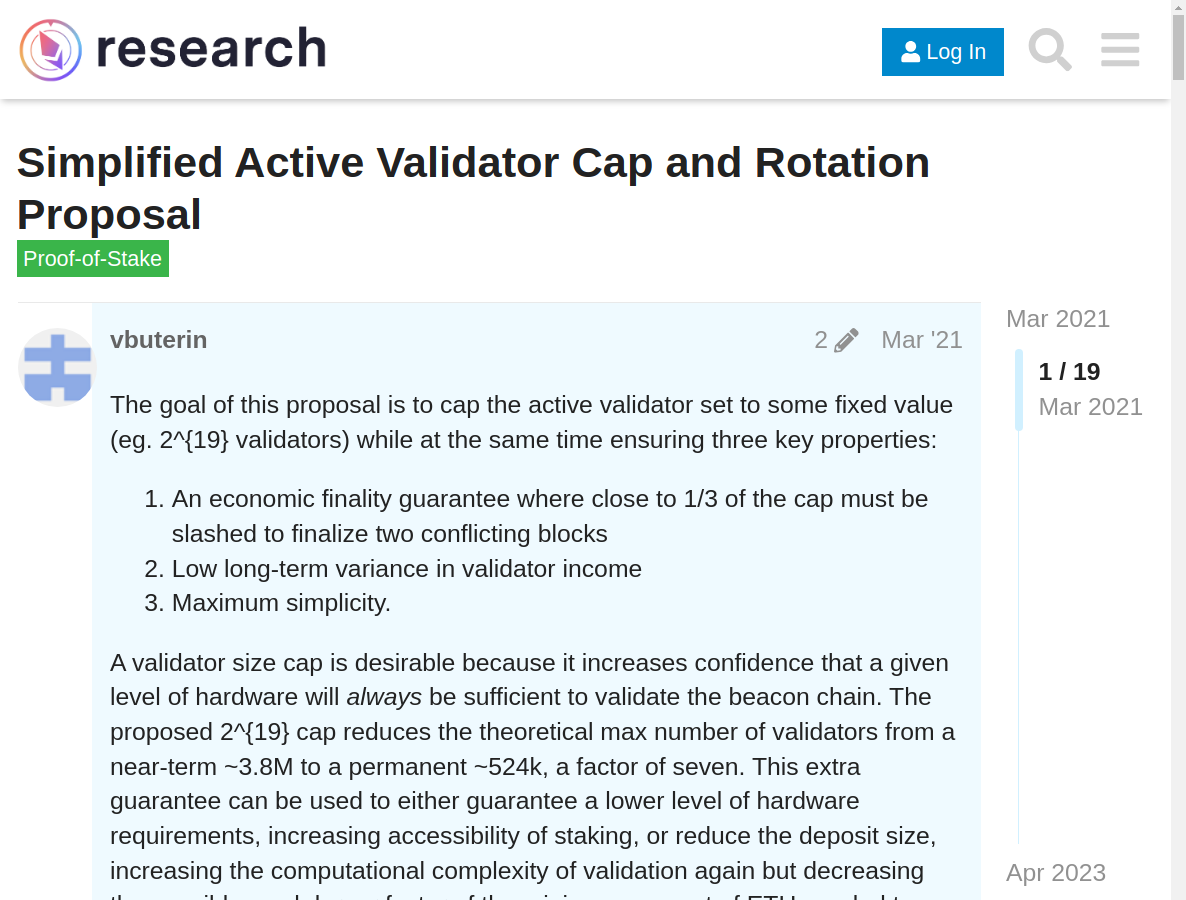 research
Log In
Simplified Active Validator Cap and Rotation
Proposal
Proof-of-Stake
vbuterin
2
Mar '21
The goal of this proposal is to cap the active validator set to some fixed value
(eg. 2^{19} validators) while at the same time ensuring three key properties:
1. An economic finality guarantee where close to 1/3 of the cap must be
slashed to finalize two conflicting blocks
2. Low long-term variance in validator income
3. Maximum simplicity.
A validator size cap is desirable because it increases confidence that a given
level of hardware will always be sufficient to validate the beacon chain. The
proposed 2^{19} cap reduces the theoretical max number of validators from a
near-term ~3.8M to a permanent ~524k, a factor of seven. This extra
guarantee can be used to either guarantee a lower level of hardware
requirements, increasing accessibility of staking, or reduce the deposit size,
increasing the computational complexity of validation again but decreasing
Mar 2021
1 / 19
Mar 2021
Apr 2023